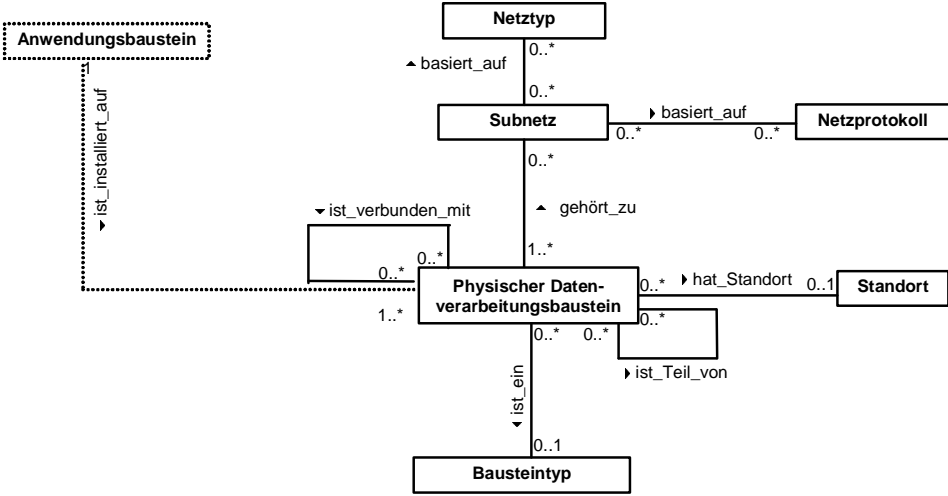 Netztyp
Anwendungsbaustein
0..*
basiert_auf
1
0..*
ist_installiert_auf
Subnetz
basiert_auf
Netzprotokoll
0..*
0..*
0..*
ist_verbunden_mit
gehört_zu
0..*
0..*
1..*
Physischer Daten-
verarbeitungsbaustein
0..*
hat_Standort
0..1
Standort
1..*
0..*
0..*
0..*
ist_Teil_von
ist_ein
0..1
Bausteintyp